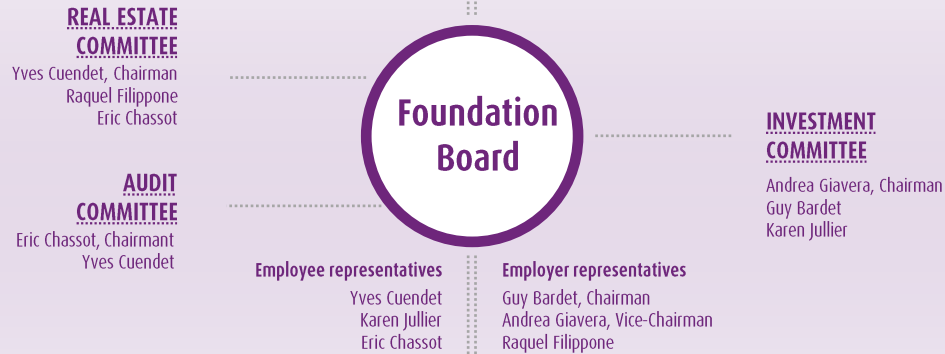 REAL ESTATE
COMMITTEE
Yves Cuendet, Chairman
Raquel Filippone
Eric Chassot
AUDIT
COMMITTEE
Eric Chassot, Chairmant
Yves Cuendet
Foundation
Board
INVESTMENT
COMMITTEE
Andrea Giavera, Chairman
Guy Bardet
Karen Jullier
Employee representatives
Yves Cuendet
Karen Jullier
Eric Chassot
Employer representatives
Guy Bardet, Chairman
Andrea Giavera, Vice-Chairman
Raquel Filippone